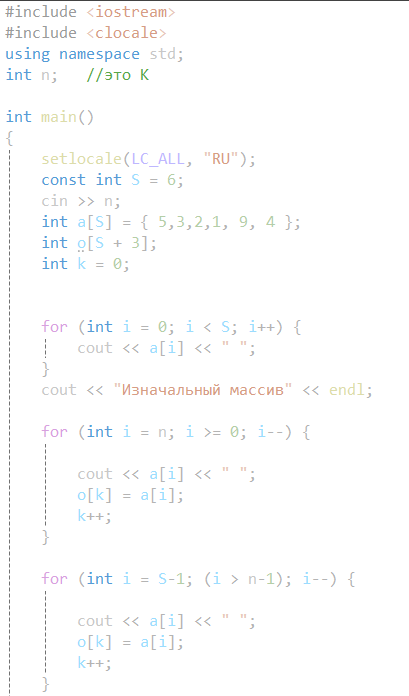 #include <iostream>
#include <clocale>
using namespace std;
int n;   //это K
int main()
{
    setlocale(LC_ALL, "RU");
    const int S = 6;
    cin >> n;
    int a[S] = { 5,3,2,1, 9, 4 };
    int o[S + 3];
    int k = 0;
    for (int i = 0; i < S; i++) {
        cout << a[i] << " ";
    }
    cout << "Изначальный массив" << endl;
    for (int i = n; i >= 0; i--) {
        cout << a[i] << " ";
        o[k] = a[i];
        k++;
    }
    for (int i = S-1; (i > n-1); i--) {
        cout << a[i] << " ";
        o[k] = a[i];
        k++;
    }